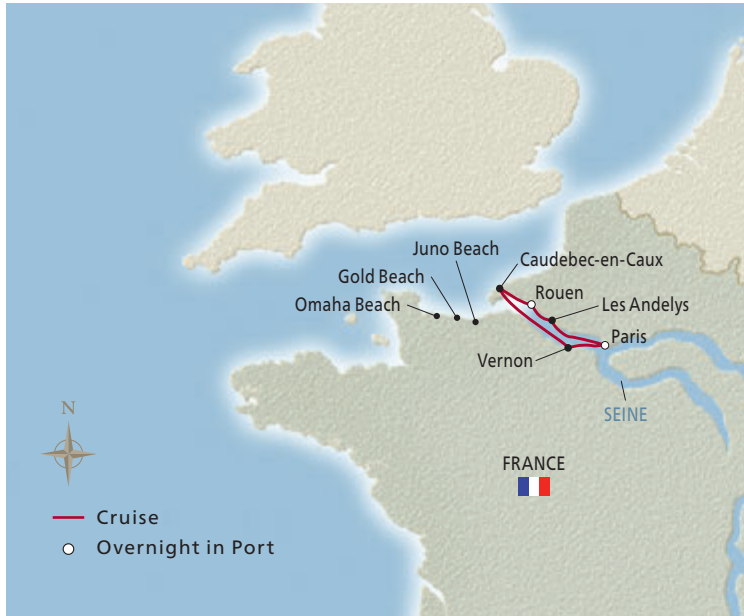 Juno Beach
Caudebec-en-Caux
Gold Beach
Rouen
Omaha Beach
Les Andelys
Paris
Vernon
SEINE
N
FRANCE
Cruise
Overnight in Port